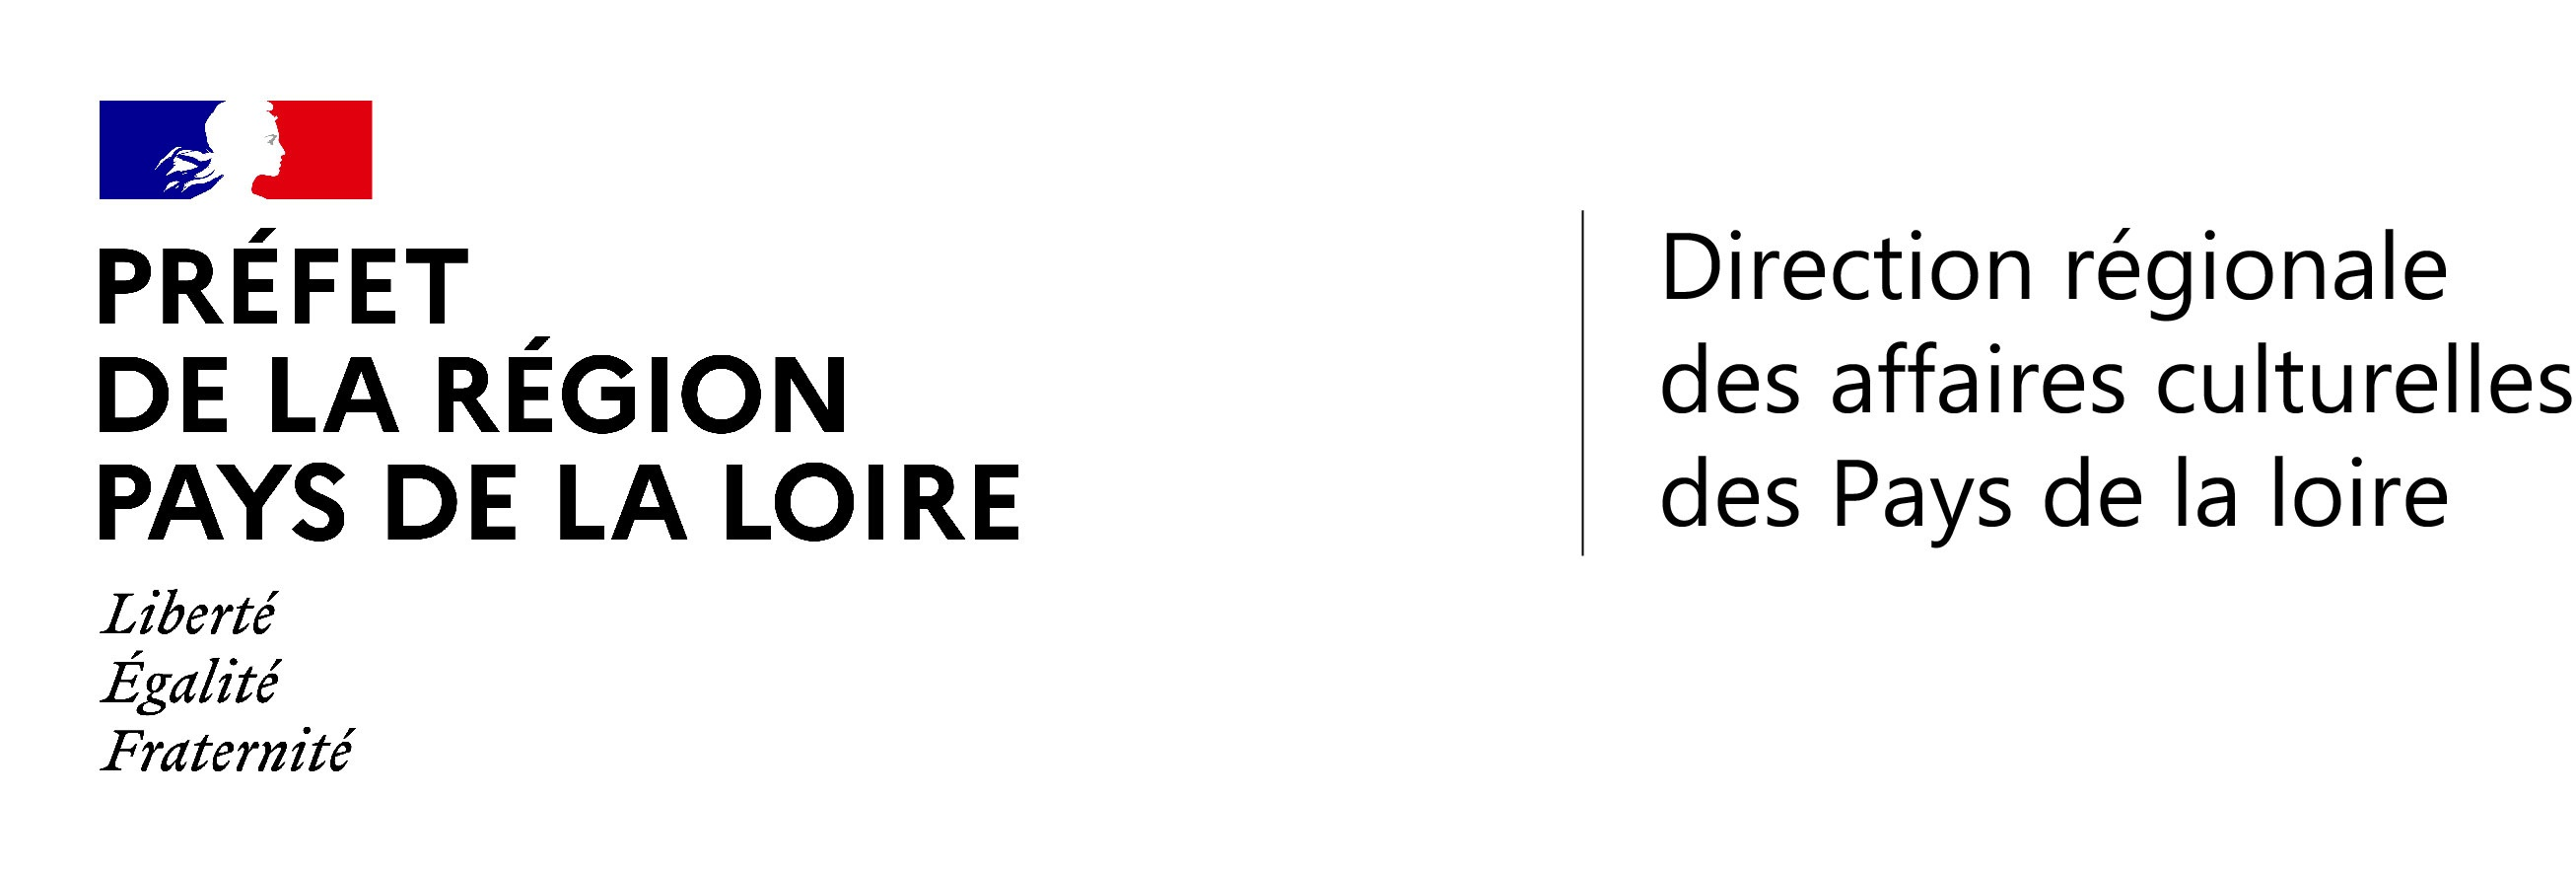 PRÉFET
DE LA RÉGION
PAYS DE LA LOIRE
Liberté
Égalité
Fraternité
Direction régionale
des affaires culturelles
des Pays de la loire